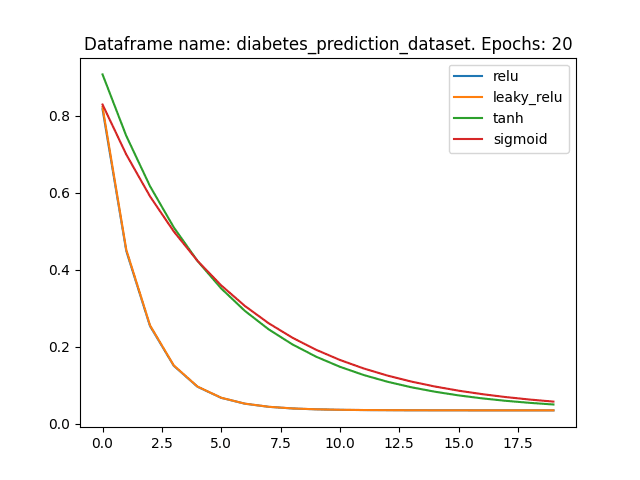 Dataframe name: diabetes_prediction_dataset. Epochs: 20
relu
leaky_relu
tanh
sigmoid
0.8
0.6
0.4
0.2
0.0
0.0 2.5 5.0 7.5 10.0 12.5 15.0 17.5